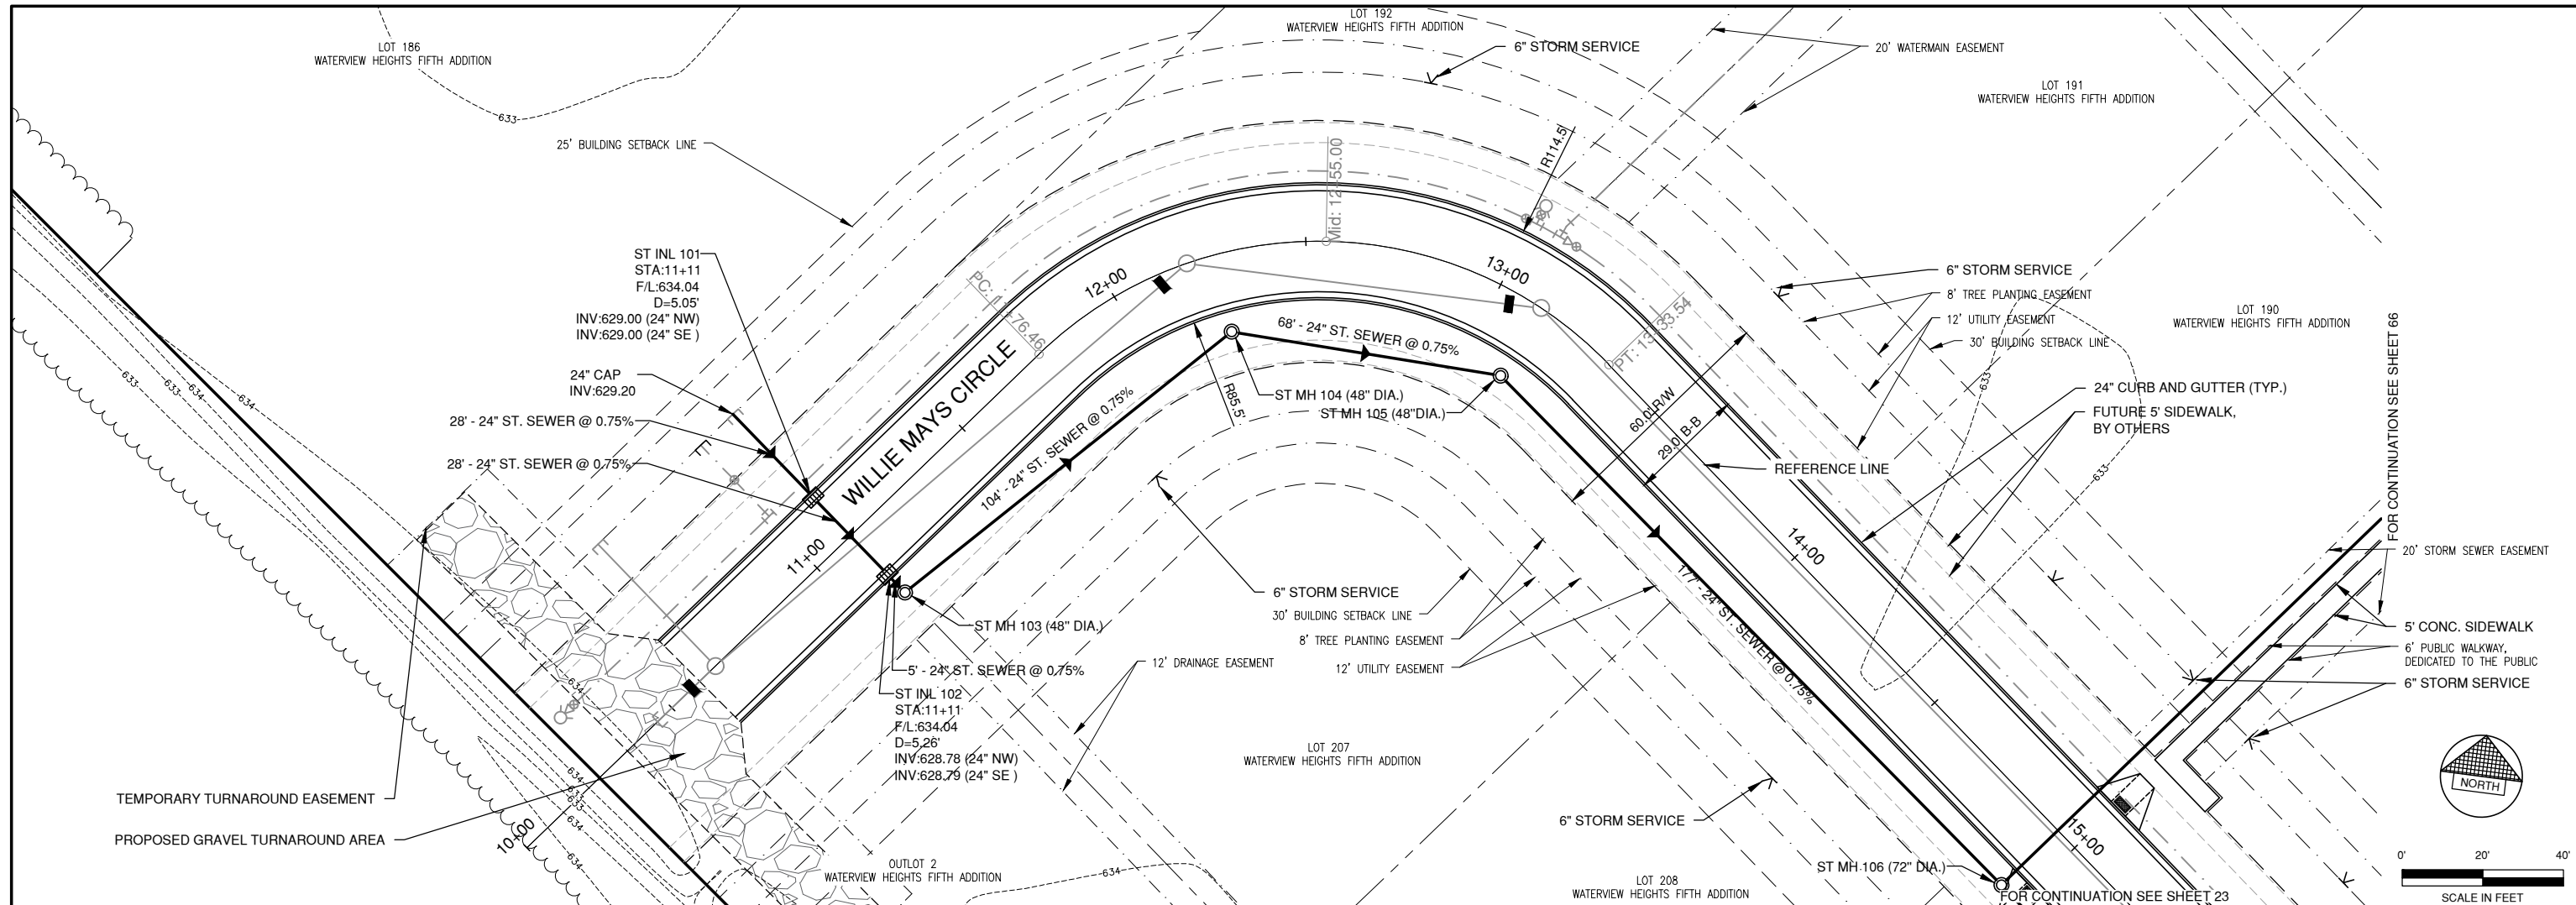 LOT 192
WATERVIEW HEIGHTS FIFTH ADDITION
LOT 186
WATERVIEW HEIGHTS FIFTH ADDITION
6" STORM SERVICE
20' WATERMAIN EASEMENT
LOT 191
WATERVIEW HEIGHTS FIFTH ADDITION
633
25' BUILDING SETBACK LINE
R114.5'
Mid: 12+55.00
ST INL 101
STA:11+11
F/L:634.04
D=5.05'
INV:629.00 (24" NW)
INV:629.00 (24" SE )
PC: 11+76.46
12+00
13+00
PT: 13+33.54
6" STORM SERVICE
8' TREE PLANTING EASEMENT
12' UTILITY EASEMENT
30' BUILDING SETBACK LINE
LOT 190
WATERVIEW HEIGHTS FIFTH ADDITION
633
633
633
633
634
634
24" CAP
INV:629.20
28' - 24" ST. SEWER @ 0.75%
28' - 24" ST. SEWER @ 0.75%
WILLIE MAYS CIRCLE
68' - 24" ST. SEWER @ 0.75%
104' - 24" ST. SEWER @ 0.75%
R85.5'
ST MH 104 (48" DIA.)
ST MH 105 (48"DIA.)
60.0' R/W
29.0' B-B
24" CURB AND GUTTER (TYP.)
FUTURE 5' SIDEWALK,
BY OTHERS
REFERENCE LINE
FOR CONTINUATION SEE SHEET 66
11+00
14+00
20' STORM SEWER EASEMENT
6" STORM SERVICE
30' BUILDING SETBACK LINE
8' TREE PLANTING EASEMENT
12' UTILITY EASEMENT
177' - 24" ST. SEWER @ 0.75%
5' CONC. SIDEWALK
6' PUBLIC WALKWAY,
DEDICATED TO THE PUBLIC
6" STORM SERVICE
ST MH 103 (48" DIA.)
5' - 24" ST. SEWER @ 0.75%
12' DRAINAGE EASEMENT
ST INL 102
STA:11+11
F/L:634.04
D=5.26'
INV:628.78 (24" NW)
INV:628.79 (24" SE )
634
LOT 207
WATERVIEW HEIGHTS FIFTH ADDITION
NORTH
TEMPORARY TURNAROUND EASEMENT
634
633
634
PROPOSED GRAVEL TURNAROUND AREA
10+00
634
6" STORM SERVICE
15+00
0' 20' 40'
SCALE IN FEET
OUTLOT 2
WATERVIEW HEIGHTS FIFTH ADDITION
634
ST MH 106 (72" DIA.)
LOT 208
WATERVIEW HEIGHTS FIFTH ADDITION
FOR CONTINUATION SEE SHEET 23